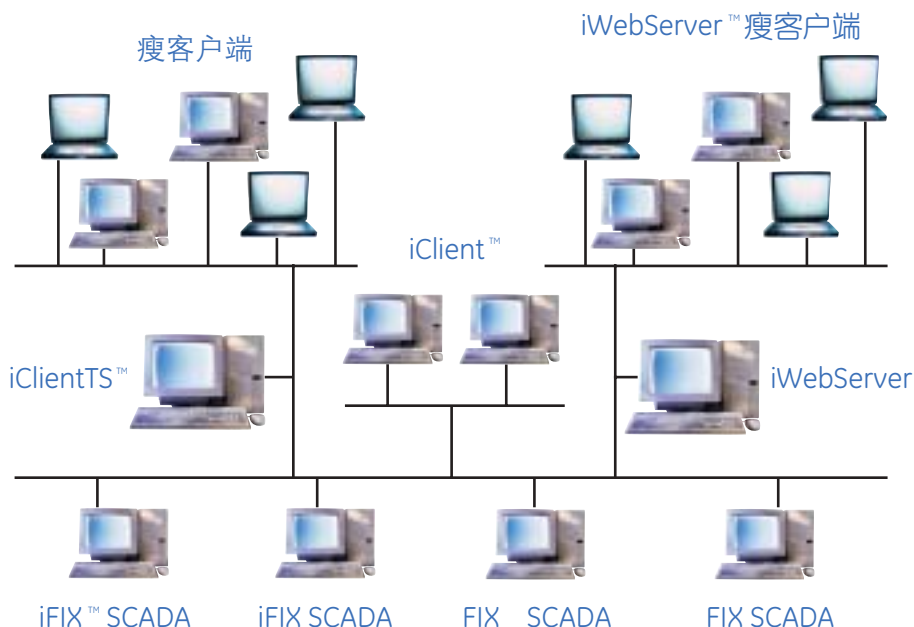 瘦客户端
iWebServer™瘦客户端
iClient™
iClientTS™
iWebServer
iFIX™ SCADA
iFIX SCADA
FIX SCADA
FIX SCADA